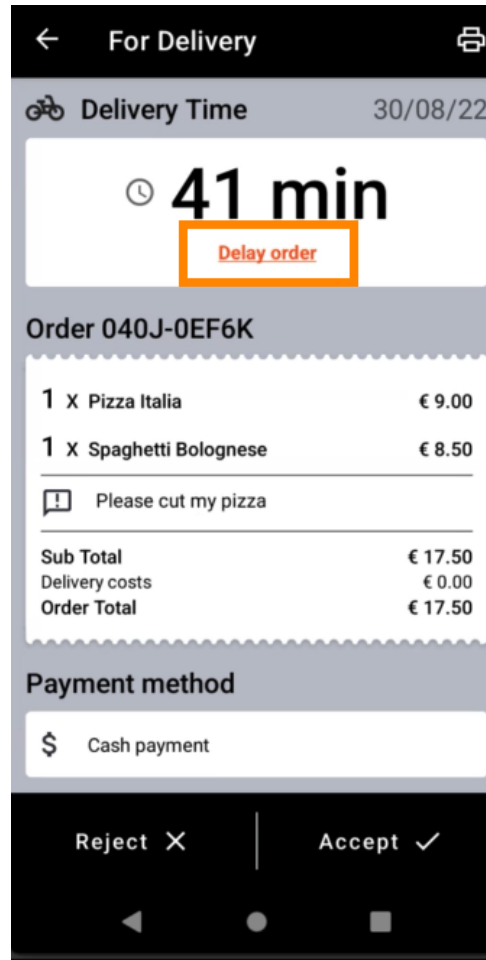 For Delivery
Delivery Time 30/08/22
41 min
Delay order
Order 040J-0EF6K
1 X Pizza Italia € 9.00
1 X Spaghetti Bolognese € 8.50
Please cut my pizza
Sub Total € 17.50
Delivery costs € 0.00
Order Total € 17.50
Payment method
$ Cash payment
Reject Accept